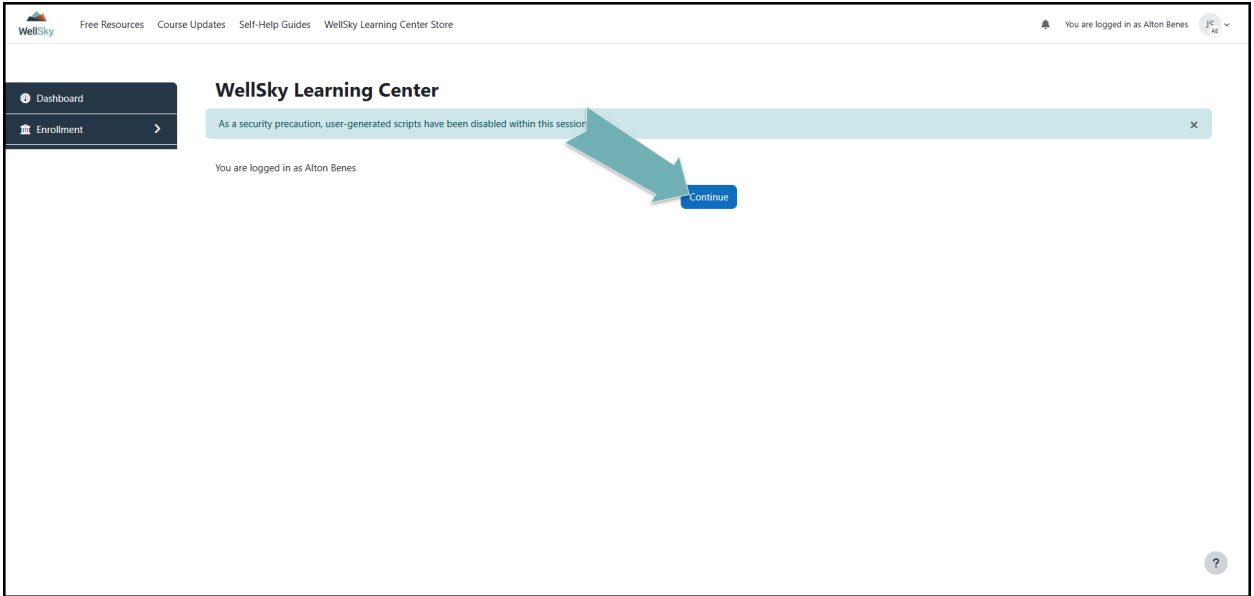 WellSky
Free Resources Course Updates Self-Help Guides WellSky Learning Center Store
You are logged in as Alton Benes
JC
AB
Dashboard
Enrollment
WellSky Learning Center
As a security precaution, user-generated scripts have been disabled within this session
×
You are logged in as Alton Benes
Continue
?